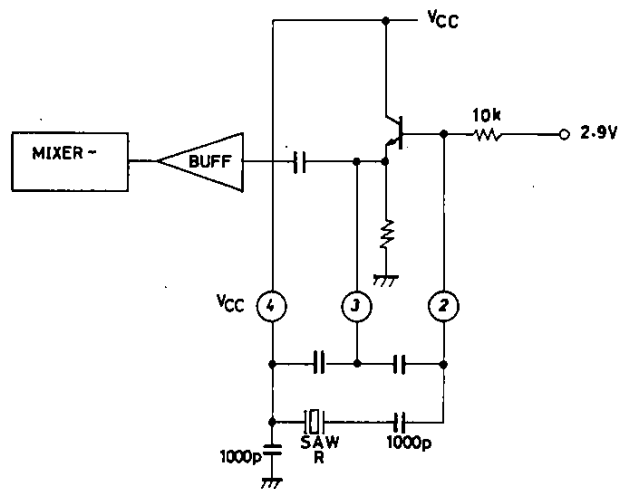 VCC
10k
2.9V
MIXER~
BUFF
VCC
4
3
2
1000p
SAW
R
1000p